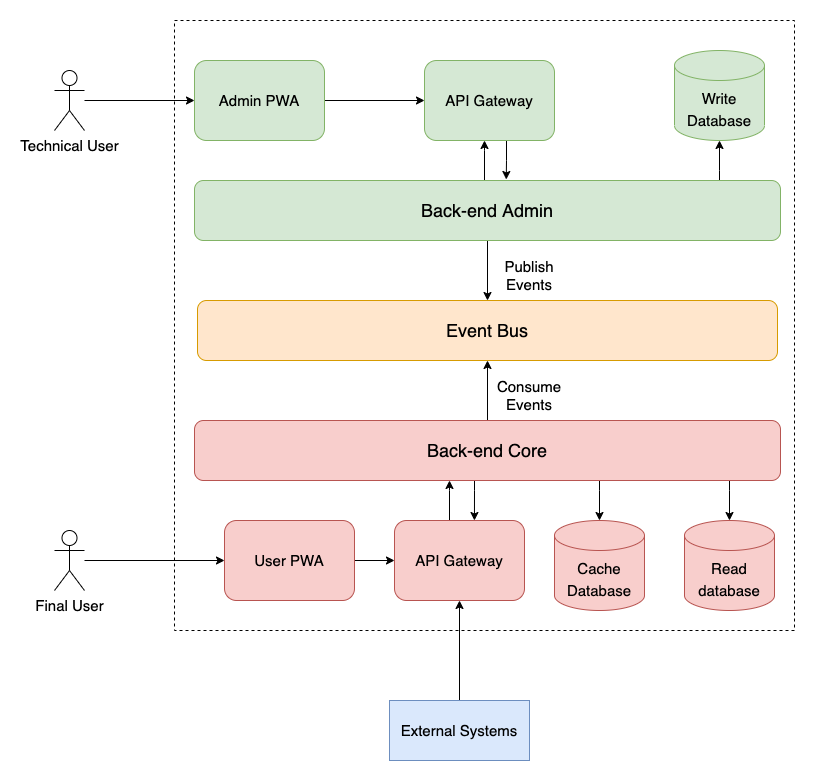 Admin PWA
API Gateway
Write
Database
Technical User
Back-end Admin
Publish
Events
Event Bus
Consume
Events
Back-end Core
User PWA
API Gateway
Cache
Database
Read
database
Final User
External Systems